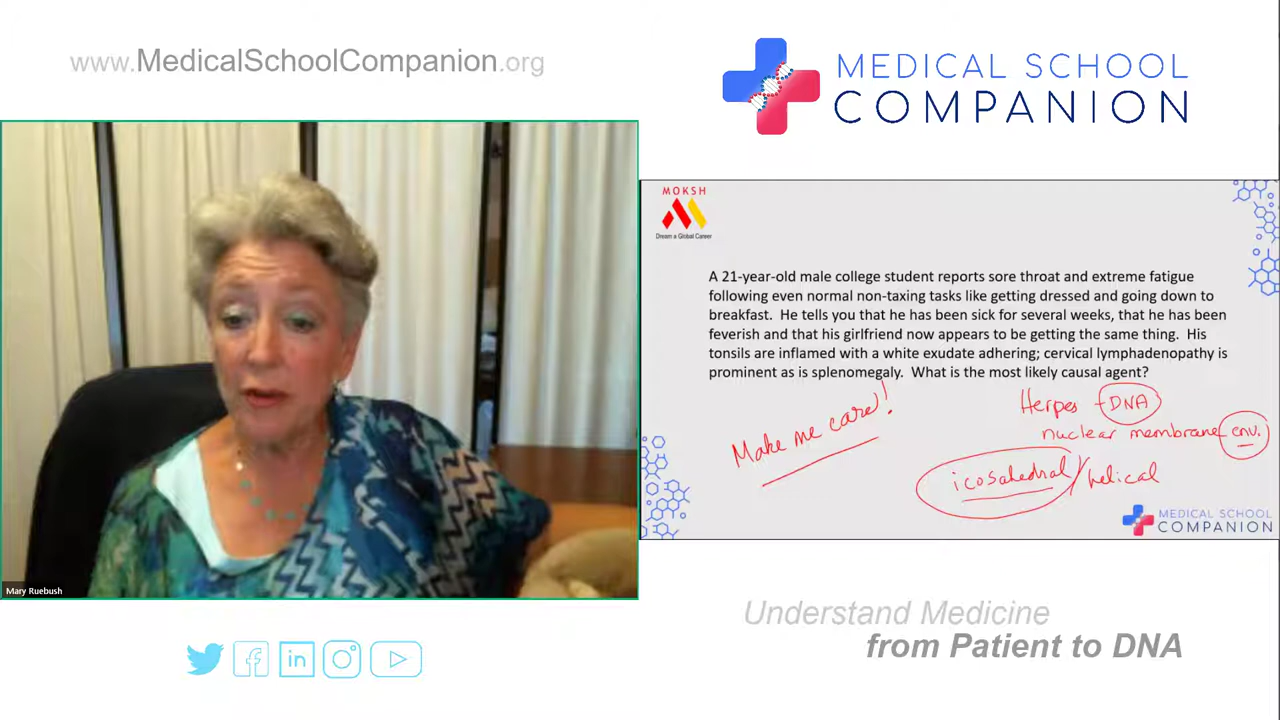 www.MedicalSchoolCompanion.org
MEDICAL SCHOOL
COMPANION
MOKSH
Dream a Global Career
A 21-year-old male college student reports sore throat and extreme fatigue
following even normal non-taxing tasks like getting dressed and going down to
breakfast. He tells you that he has been sick for several weeks, that he has been
feverish and that his girlfriend now appears to be getting the same thing. His
tonsils are inflamed with a white exudate adhering; cervical lymphadenopathy is
prominent as is splenomegaly. What is the most likely causal agent?
Make me care!
Herpes - DNA
nuclear membrane env.
icosahedral / helical
MEDICAL SCHOOL
COMPANION
Mary Ruebush
Understand Medicine
from Patient to DNA